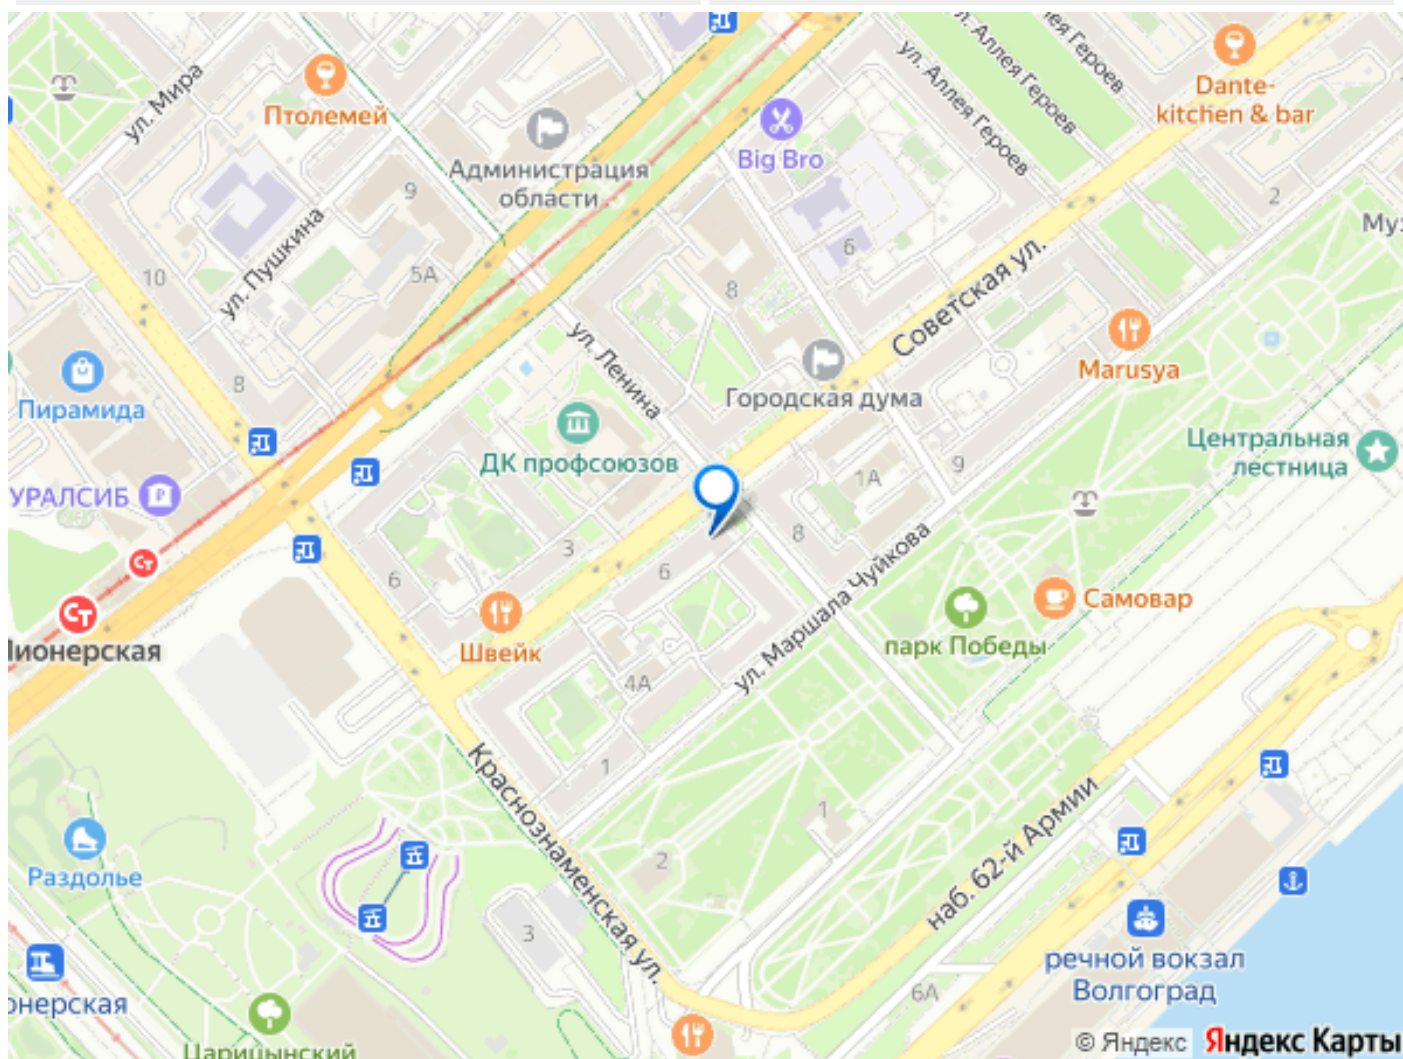 ул. Мира
Птолемей
Администрация
области
9
5А
10
ул. Пушкина
8
Пирамида
УРАЛСИБ
Р
Ст
Ст
6
ДК профсоюзов
ул. Ленина
Big Bro
8
6
ул. Аллея Героев
ул. Аллея Героев
Героев
Dante-
kitchen & bar
2
Советская ул.
Городская дума
Marusya
Центральная
лестница
1А
9
8
3
6
Швейк
4А
1
ул. Маршала Чуйкова
парк Победы
Самовар
Краснознаменская ул.
Раздолье
2
1
3
наб. 62-й Армии
6А
речной вокзал
Волгоград
Царицынский
© Яндекс Яндекс Карты